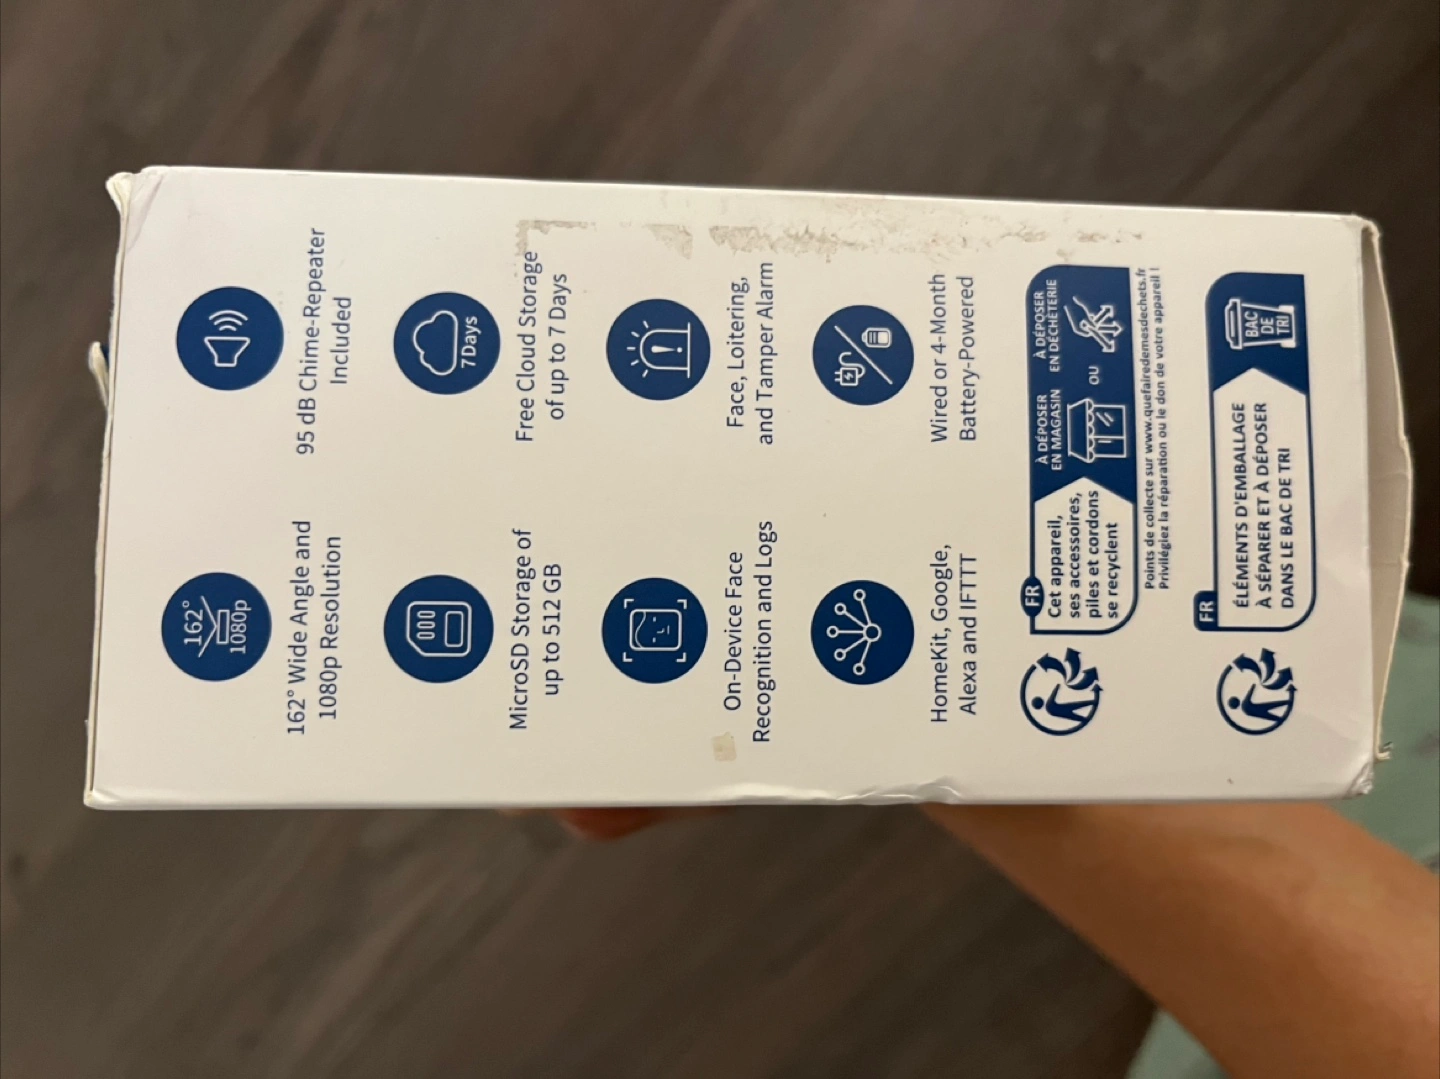 162°
1080p
162° Wide Angle and
1080p Resolution
95 dB Chime-Repeater
Included
MicroSD Storage of
up to 512 GB
7Days
Free Cloud Storage
of up to 7 Days
On-Device Face
Recognition and Logs
Face, Loitering,
and Tamper Alarm
HomeKit, Google,
Alexa and IFTTT
Wired or 4-Month
Battery-Powered
FR
Cet appareil,
ses accessoires,
piles et cordons
se recyclent
À DÉPOSER
EN MAGASIN
OU
À DÉPOSER
EN DÉCHÈTERIE
Points de collecte sur www.quefairedemesdechets.fr
Privilégiez la réparation ou le don de votre appareil !
FR
ÉLÉMENTS D'EMBALLAGE
À SÉPARER ET À DÉPOSER
DANS LE BAC DE TRI
BAC
DE
TRI